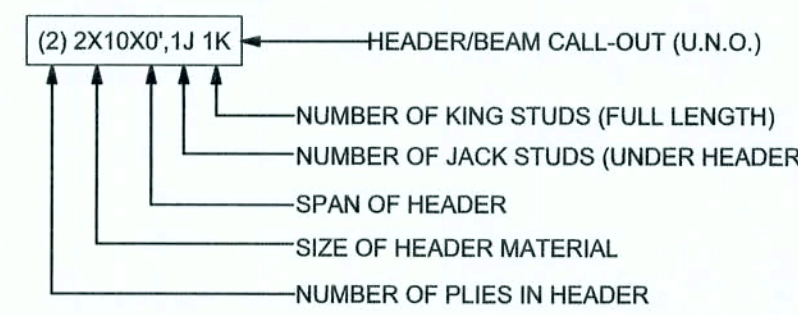 (2) 2X10X0',1J 1K HEADER/BEAM CALL-OUT (U.N.O.)
NUMBER OF KING STUDS (FULL LENGTH)
NUMBER OF JACK STUDS (UNDER HEADER
SPAN OF HEADER
SIZE OF HEADER MATERIAL
NUMBER OF PLIES IN HEADER